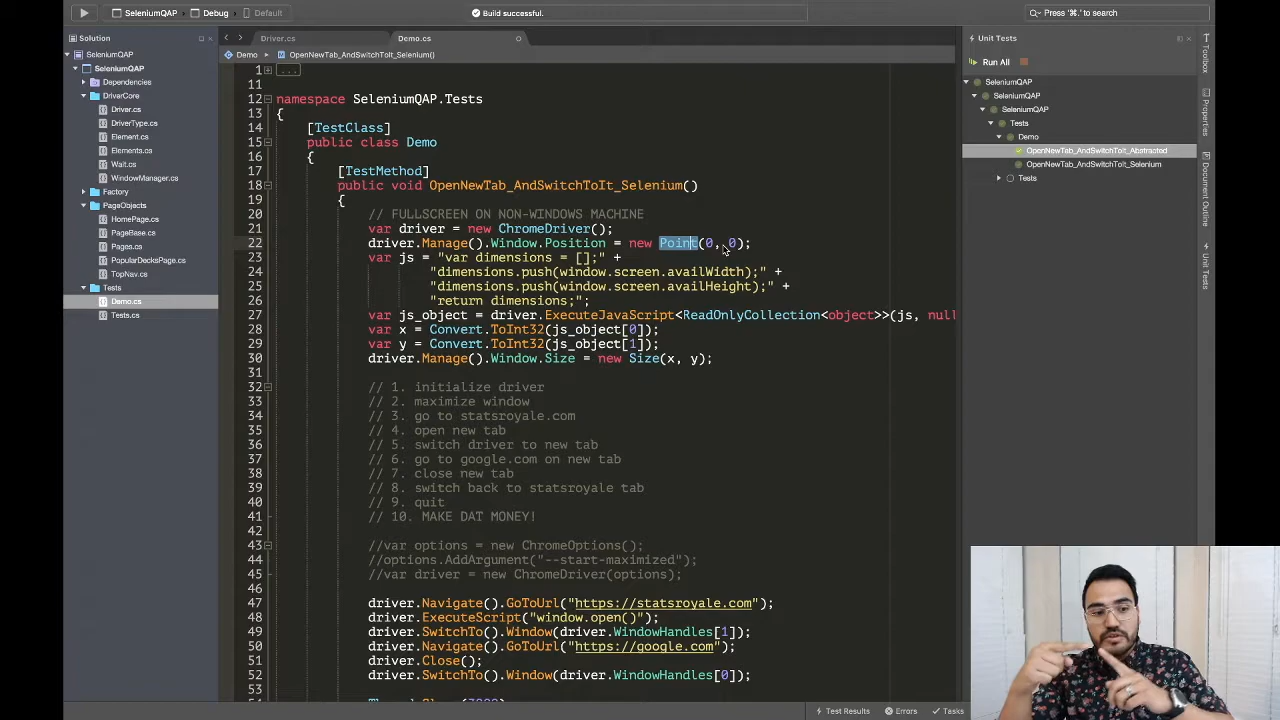 SeleniumQAP
Debug
Default
Build successful.
Press '⌘.' to search
Solution
SeleniumQAP
SeleniumQAP
Dependencies
DriverCore
Driver.cs
DriverType.cs
Element.cs
Elements.cs
Wait.cs
WindowManager.cs
Factory
PageObjects
HomePage.cs
PageBase.cs
Pages.cs
PopularDecksPage.cs
TopNav.cs
Tests
Demo.cs
Tests.cs
Driver.cs
Demo.cs
Demo
OpenNewTab_AndSwitchToIt_Selenium()
1 ...
11
12 namespace SeleniumQAP.Tests
13 {
14 [TestClass]
15 public class Demo
16 {
17 [TestMethod]
18 public void OpenNewTab_AndSwitchToIt_Selenium()
19 {
20 // FULLSCREEN ON NON-WINDOWS MACHINE
21 var driver = new ChromeDriver();
22 driver.Manage().Window.Position = new Point(0, 0);
23 var js = "var dimensions = [];" +
24 "dimensions.push(window.screen.availWidth);" +
25 "dimensions.push(window.screen.availHeight);" +
26 "return dimensions;";
27 var js_object = driver.ExecuteJavaScript<ReadOnlyCollection<object>>(js, null
28 var x = Convert.ToInt32(js_object[0]);
29 var y = Convert.ToInt32(js_object[1]);
30 driver.Manage().Window.Size = new Size(x, y);
31
32 // 1. initialize driver
33 // 2. maximize window
34 // 3. go to statsroyale.com
35 // 4. open new tab
36 // 5. switch driver to new tab
37 // 6. go to google.com on new tab
38 // 7. close new tab
39 // 8. switch back to statsroyale tab
40 // 9. quit
41 // 10. MAKE DAT MONEY!
42
43 //var options = new ChromeOptions();
44 //options.AddArgument("--start-maximized");
45 //var driver = new ChromeDriver(options);
46
47 driver.Navigate().GoToUrl("https://statsroyale.com");
48 driver.ExecuteScript("window.open()");
49 driver.SwitchTo().Window(driver.WindowHandles[1]);
50 driver.Navigate().GoToUrl("https://google.com");
51 driver.Close();
52 driver.SwitchTo().Window(driver.WindowHandles[0]);
53
Unit Tests
Run All
SeleniumQAP
SeleniumQAP
SeleniumQAP
Tests
Demo
OpenNewTab_AndSwitchToIt_Abstracted
OpenNewTab_AndSwitchToIt_Selenium
Tests
Toolbox
Properties
Document Outline
Unit Tests
Test Results
Errors
Tasks